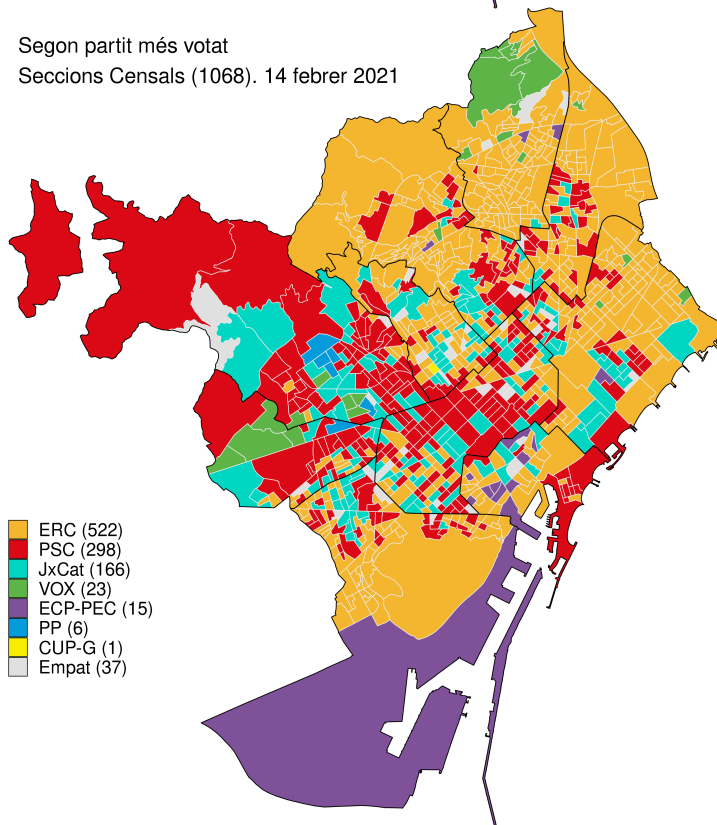 Segon partit més votat
Seccions Censals (1068). 14 febrer 2021
ERC (522)
PSC (298)
JxCat (166)
VOX (23)
ECP-PEC (15)
PP (6)
CUP-G (1)
Empat (37)